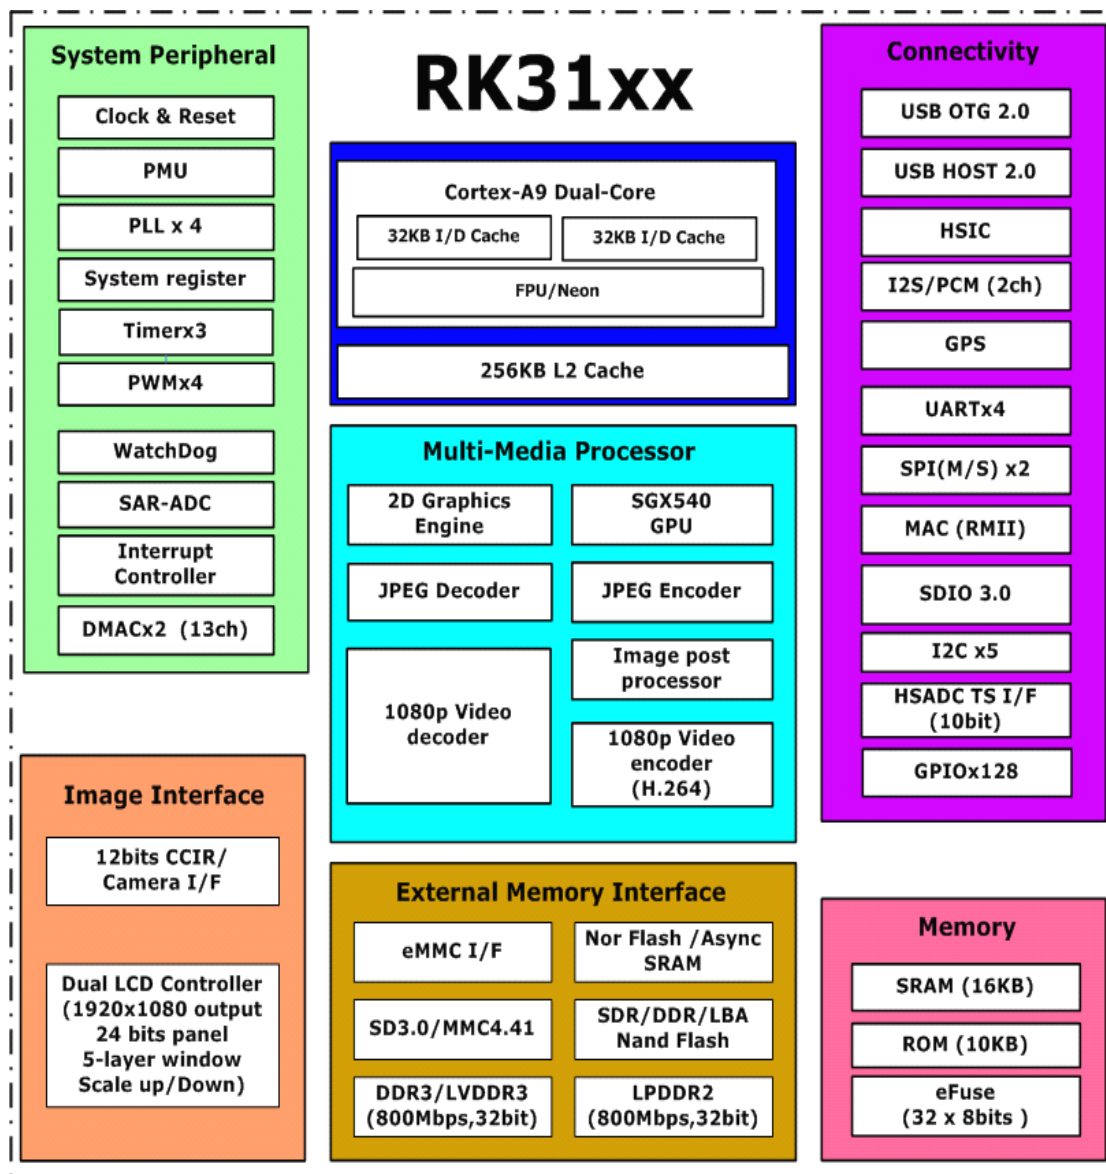 RK31xx
System Peripheral
Clock & Reset
PMU
PLL x 4
System register
Timerx3
PWMx4
WatchDog
SAR-ADC
Interrupt
Controller
DMACx2 (13ch)
Image Interface
12bits CCIR/
Camera I/F
Dual LCD Controller
(1920x1080 output
24 bits panel
5-layer window
Scale up/Down)
Cortex-A9 Dual-Core
32KB I/D Cache
32KB I/D Cache
FPU/Neon
256KB L2 Cache
Multi-Media Processor
2D Graphics
Engine
SGX540
GPU
JPEG Decoder
JPEG Encoder
1080p Video
decoder
Image post
processor
1080p Video
encoder
(H.264)
External Memory Interface
eMMC I/F
Nor Flash /Async
SRAM
SD3.0/MMC4.41
SDR/DDR/LBA
Nand Flash
DDR3/LVDDR3
(800Mbps,32bit)
LPDDR2
(800Mbps,32bit)
Connectivity
USB OTG 2.0
USB HOST 2.0
HSIC
I2S/PCM (2ch)
GPS
UARTx4
SPI(M/S) x2
MAC (RMII)
SDIO 3.0
I2C x5
HSADC TS I/F
(10bit)
GPIOx128
Memory
SRAM (16KB)
ROM (10KB)
eFuse
(32 x 8bits )